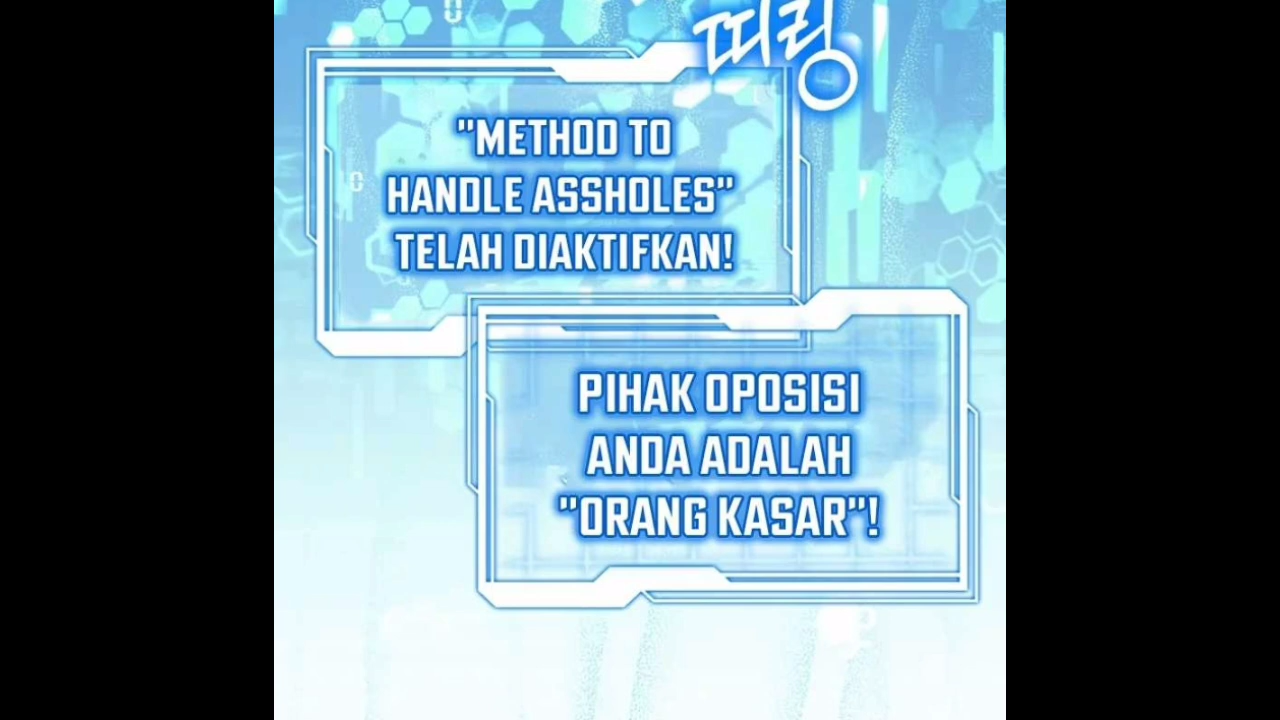 띠링
"METHOD TO
HANDLE ASSHOLES"
TELAH DIAKTIFKAN!
PIHAK OPOSISI
ANDA ADALAH
"ORANG KASAR"!